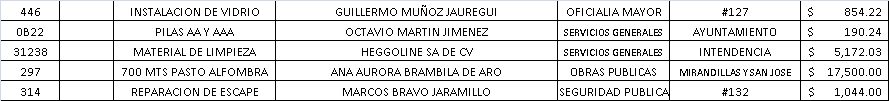 446 INSTALACION DE VIDRIO GUILLERMO MUÑOZ JAUREGUI OFICIALIA MAYOR #127 $ 854.22
0B22 PILAS AA Y AAA OCTAVIO MARTIN JIMENEZ SERVICIOS GENERALES AYUNTAMIENTO $ 190.24
31238 MATERIAL DE LIMPIEZA HEGGOLINE SA DE CV SERVICIOS GENERALES INTENDENCIA $ 5,172.03
297 700 MTS PASTO ALFOMBRA ANA AURORA BRAMBILA DE ARO OBRAS PUBLICAS MIRANDILLAS Y SAN JOSE $ 17,500.00
314 REPARACION DE ESCAPE MARCOS BRAVO JARAMILLO SEGURIDAD PUBLICA #132 $ 1,044.00